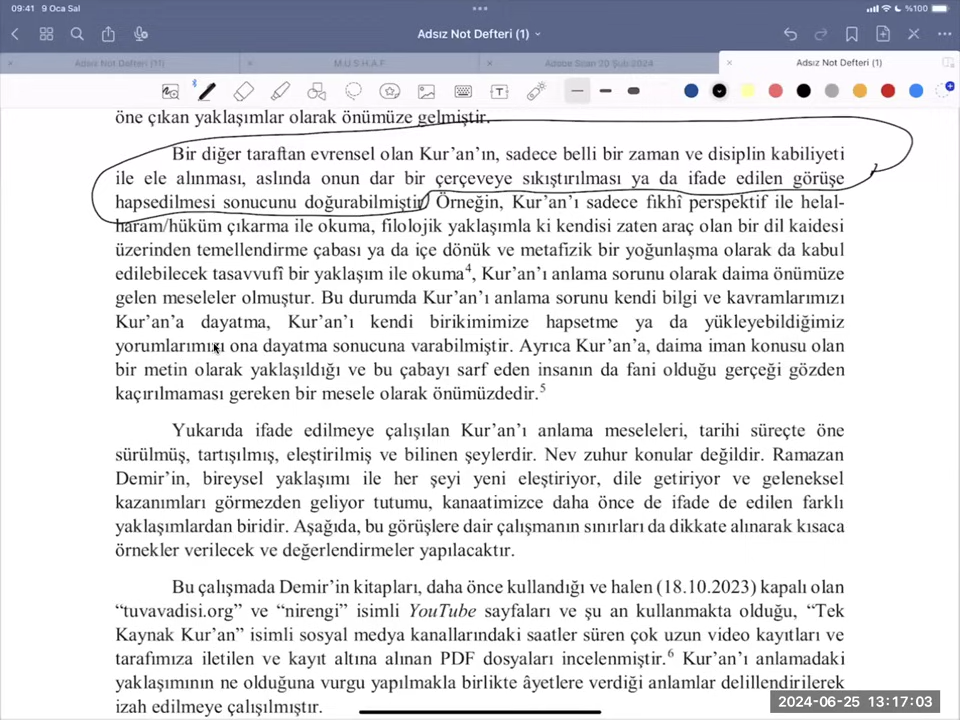 09:41 9 Oca Sal
%100
Adsız Not Defteri (1)
Adsız Not Defteri (11)
M U S H A F
Adobe Scan 20 Şub 2024
Adsız Not Defteri (1)
öne çıkan yaklaşımlar olarak önümüze gelmiştir.
Bir diğer taraftan evrensel olan Kur’an’ın, sadece belli bir zaman ve disiplin kabiliyeti
ile ele alınması, aslında onun dar bir çerçeveye sıkıştırılması ya da ifade edilen görüşe
hapsedilmesi sonucunu doğurabilmiştir. Örneğin, Kur’an’ı sadece fıkhî perspektif ile helal-
haram/hüküm çıkarma ile okuma, filolojik yaklaşımla ki kendisi zaten araç olan bir dil kaidesi
üzerinden temellendirme çabası ya da içe dönük ve metafizik bir yoğunlaşma olarak da kabul
edilebilecek tasavvufî bir yaklaşım ile okuma4, Kur’an’ı anlama sorunu olarak daima önümüze
gelen meseleler olmuştur. Bu durumda Kur’an’ı anlama sorunu kendi bilgi ve kavramlarımızı
Kur’an’a dayatma, Kur’an’ı kendi birikimimize hapsetme ya da yükleyebildiğimiz
yorumlarımızı ona dayatma sonucuna varabilmiştir. Ayrıca Kur’an’a, daima iman konusu olan
bir metin olarak yaklaşıldığı ve bu çabayı sarf eden insanın da fani olduğu gerçeği gözden
kaçırılmaması gereken bir mesele olarak önümüzdedir.5
Yukarıda ifade edilmeye çalışılan Kur’an’ı anlama meseleleri, tarihi süreçte öne
sürülmüş, tartışılmış, eleştirilmiş ve bilinen şeylerdir. Nev zuhur konular değildir. Ramazan
Demir’in, bireysel yaklaşımı ile her şeyi yeni eleştiriyor, dile getiriyor ve geleneksel
kazanımları görmezden geliyor tutumu, kanaatimizce daha önce de ifade de edilen farklı
yaklaşımlardan biridir. Aşağıda, bu görüşlere dair çalışmanın sınırları da dikkate alınarak kısaca
örnekler verilecek ve değerlendirmeler yapılacaktır.
Bu çalışmada Demir’in kitapları, daha önce kullandığı ve halen (18.10.2023) kapalı olan
“tuvavadisi.org” ve “nirengi” isimli YouTube sayfaları ve şu an kullanmakta olduğu, “Tek
Kaynak Kur’an” isimli sosyal medya kanallarındaki saatler süren çok uzun video kayıtları ve
tarafımıza iletilen ve kayıt altına alınan PDF dosyaları incelenmiştir.6 Kur’an’ı anlamadaki
yaklaşımının ne olduğuna vurgu yapılmakla birlikte âyetlere verdiği anlamlar delillendirilerek
izah edilmeye çalışılmıştır.
2024-06-25 13:17:03